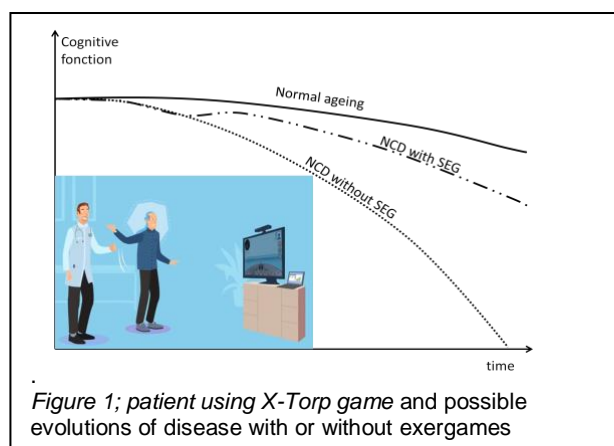 Cognitive
fonction
Normal ageing
NCD with SEG
NCD without SEG
time
.
Figure 1; patient using X-Torp game and possible
evolutions of disease with or without exergames